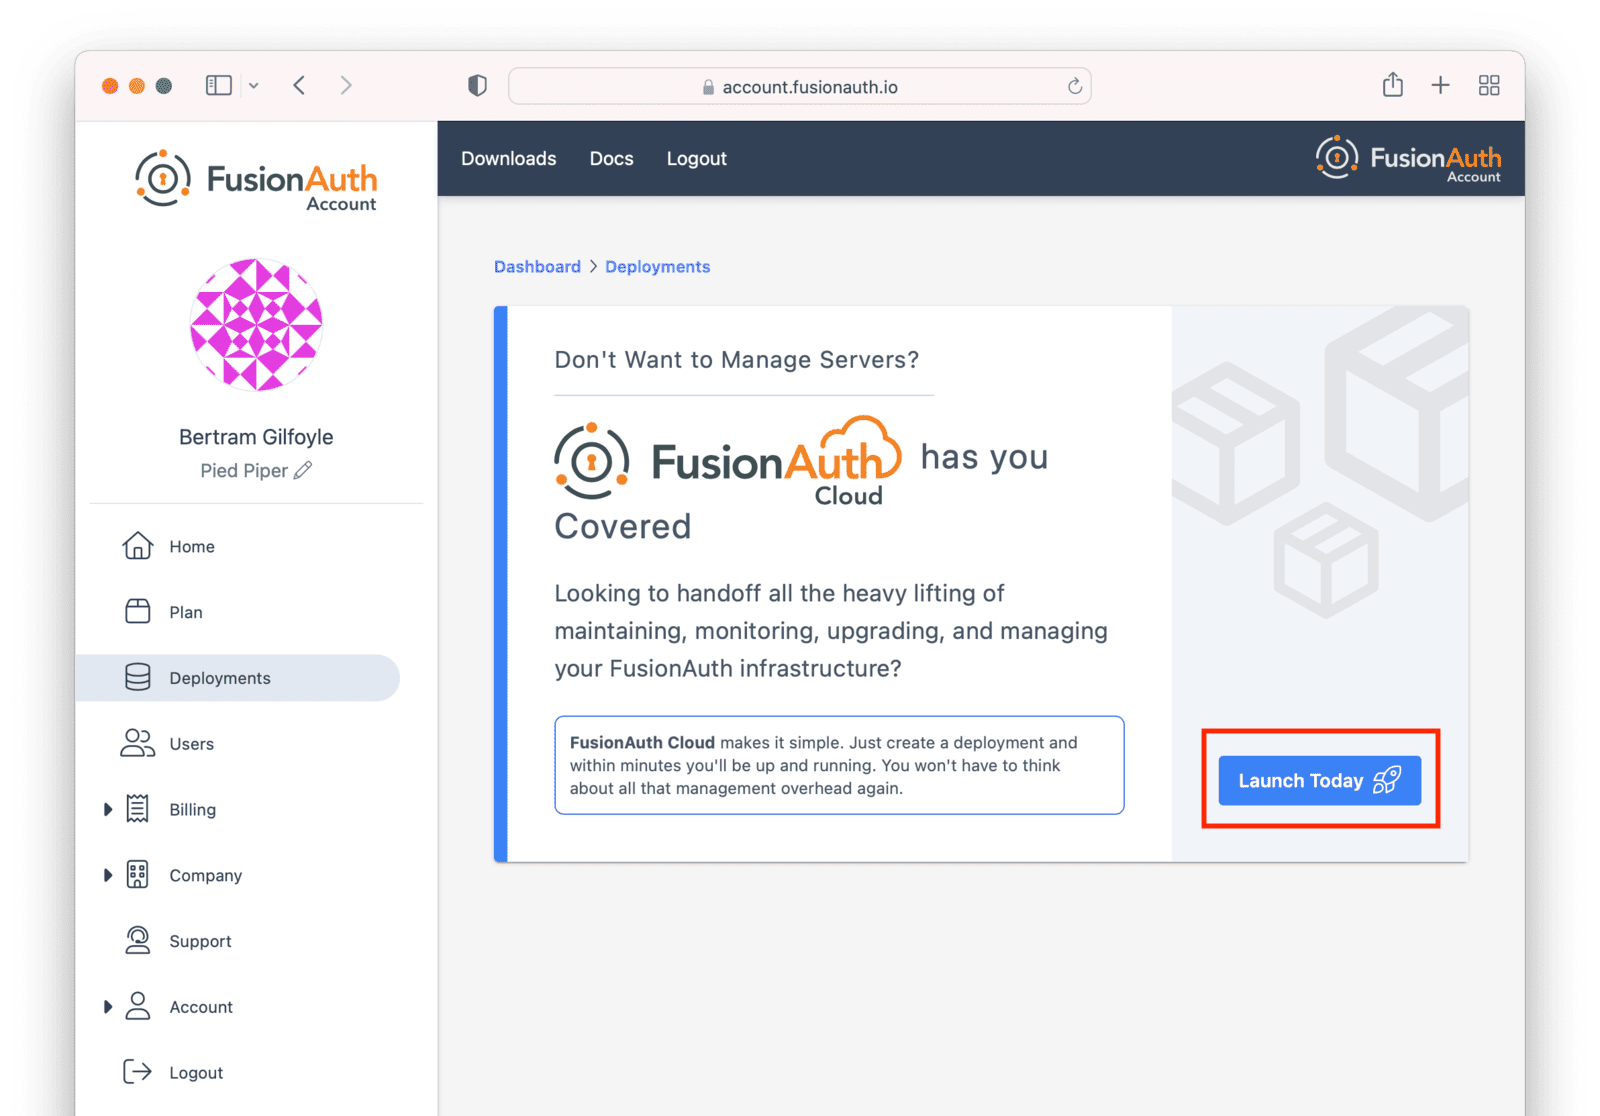 account.fusionauth.io
FusionAuth
Account
Bertram Gilfoyle
Pied Piper
Home
Plan
Deployments
Users
Billing
Company
Support
Account
Logout
Downloads Docs Logout
FusionAuth
Account
Dashboard > Deployments
Don't Want to Manage Servers?
FusionAuth has you
Cloud
Covered
Looking to handoff all the heavy lifting of
maintaining, monitoring, upgrading, and managing
your FusionAuth infrastructure?
FusionAuth Cloud makes it simple. Just create a deployment and
within minutes you'll be up and running. You won't have to think
about all that management overhead again.
Launch Today